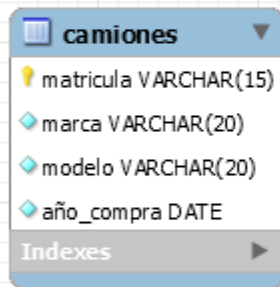 camiones
matricula VARCHAR(15)
marca VARCHAR(20)
modelo VARCHAR(20)
año_compra DATE
Indexes